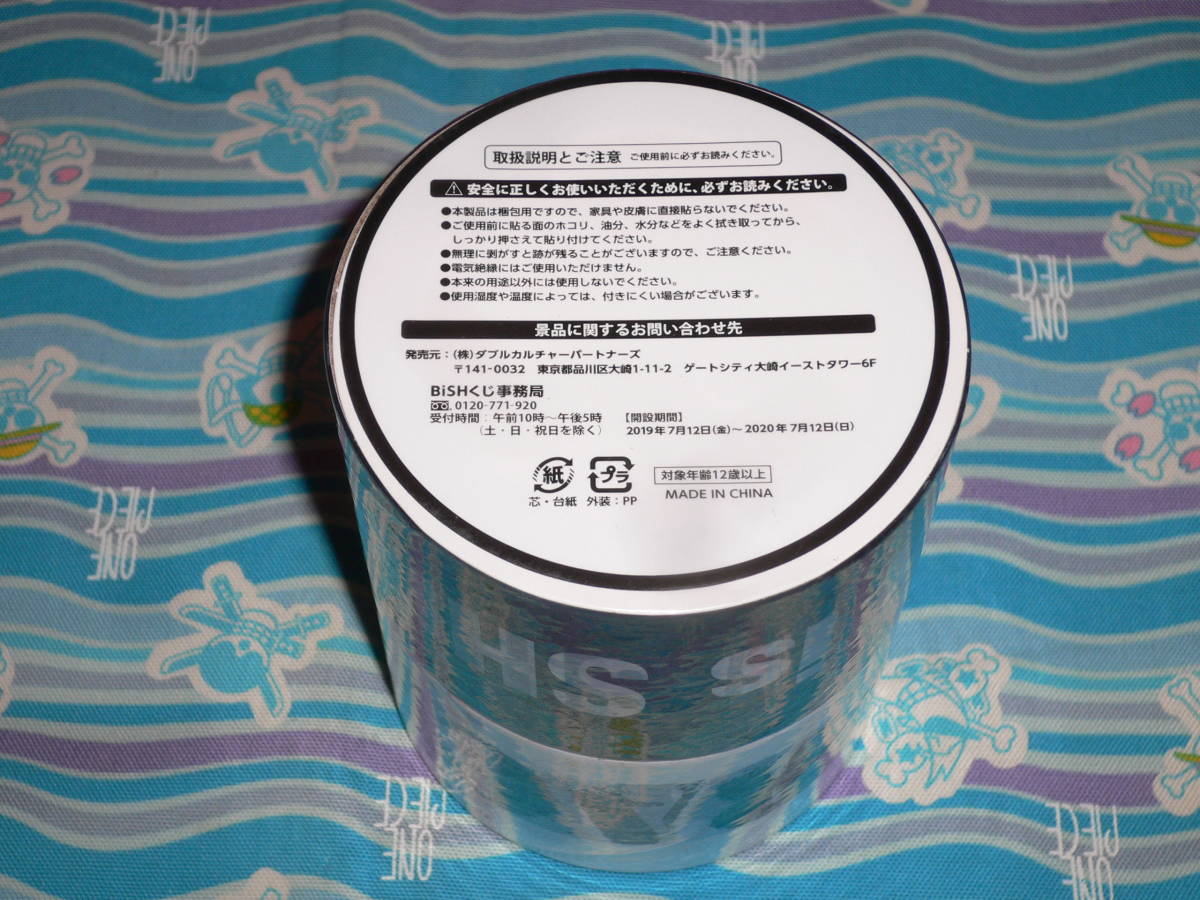 取扱説明とご注意 ご使用前に必ずお読みください。
⚠ 安全に正しくお使いいただくために、必ずお読みください。
●本製品は梱包用ですので、家具や皮膚に直接貼らないでください。
●ご使用前に貼る面のホコリ、油分、水分などをよく拭き取ってから、
しっかり押さえて貼り付けてください。
●無理に剥がすと跡が残ることがございますので、ご注意ください。
●電気絶縁にはご使用いただけません。
●本来の用途以外には使用しないでください。
●使用湿度や温度によっては、付きにくい場合がございます。
景品に関するお問い合わせ先
発売元：(株)ダブルカルチャーパートナーズ
〒141-0032 東京都品川区大崎1-11-2 ゲートシティ大崎イーストタワー6F
BiSHくじ事務局
0120-771-920
受付時間：午前10時～午後5時 【開設期間】
（土・日・祝日を除く） 2019年7月12日(金)～2020年7月12日(日)
紙 プラ 対象年齢12歳以上
芯・台紙 外装：PP MADE IN CHINA
HS
ONE
PIECE
ONE
PIECE
ONE
PIECE
ONE
PIECE
ONE
PIECE